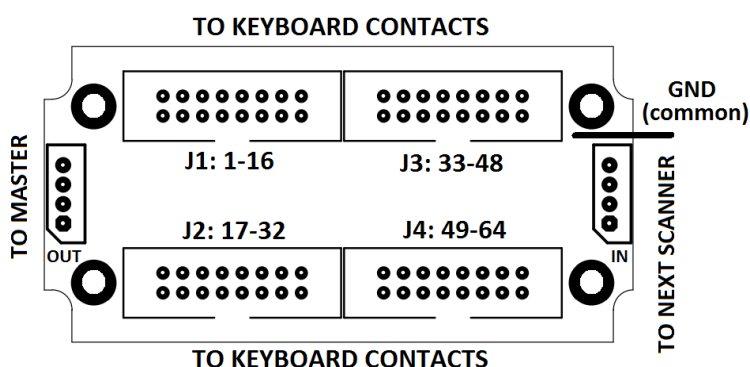 TO KEYBOARD CONTACTS
GND
(common)
J1: 1-16
J3: 33-48
TO MASTER
OUT
IN
TO NEXT SCANNER
J2: 17-32
J4: 49-64
TO KEYBOARD CONTACTS